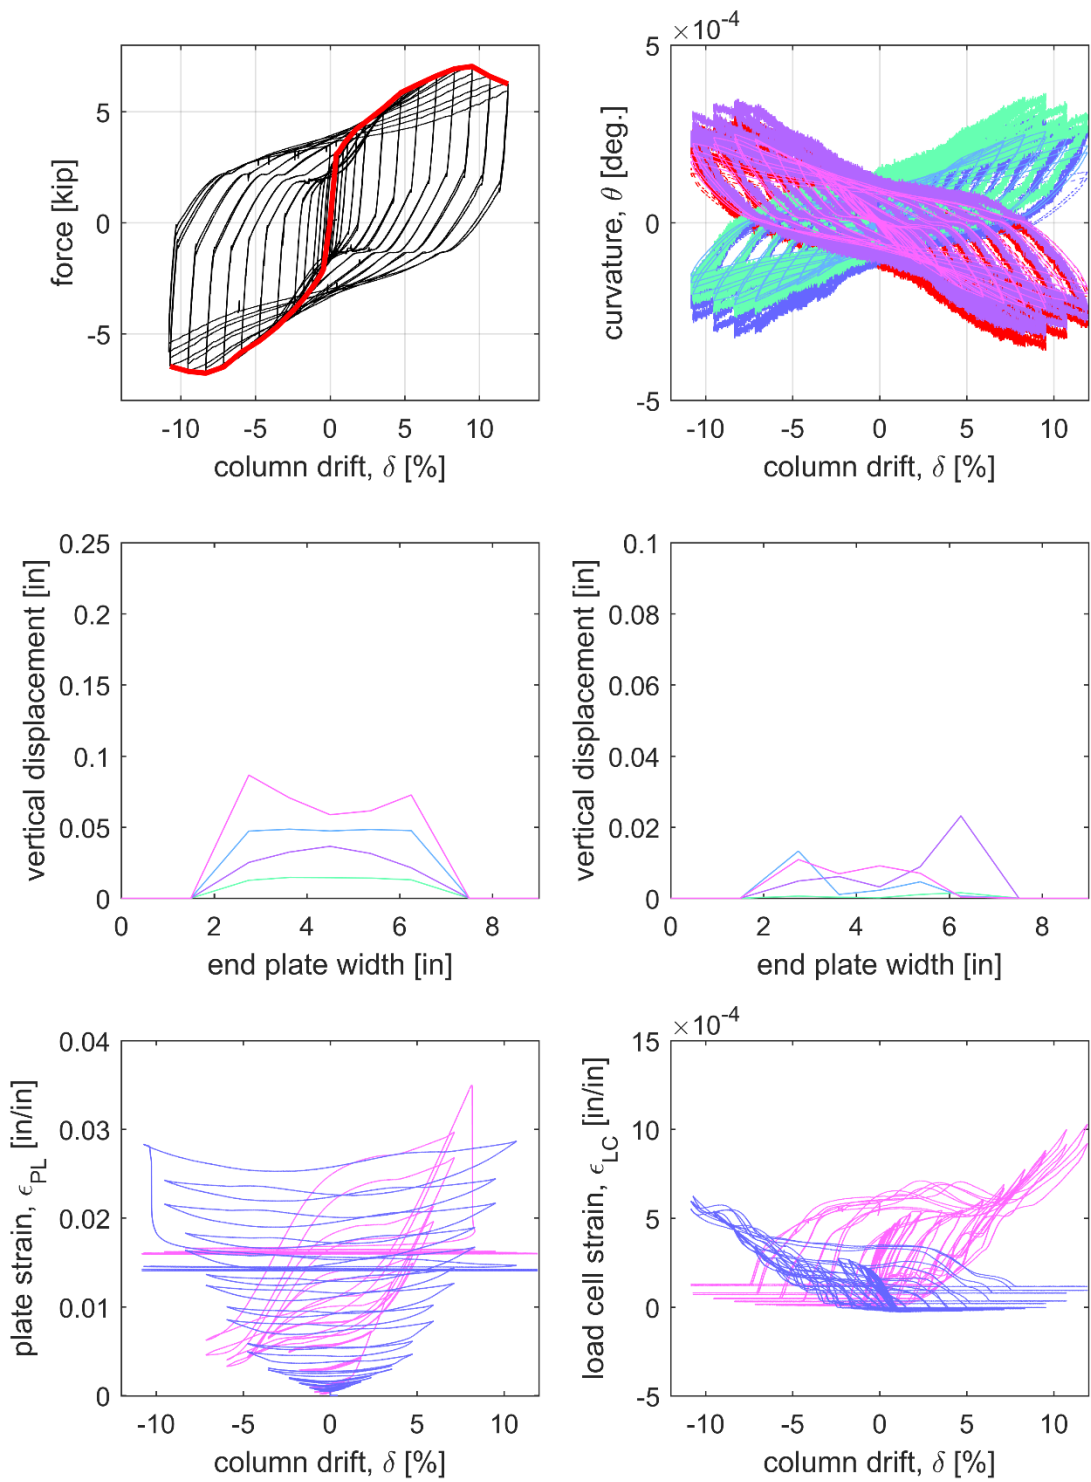 ×10⁻⁴
force [kip]
5
0
-5
-10 -5 0 5 10
column drift, δ [%]
curvature, θ [deg.]
5
0
-5
-10 -5 0 5 10
column drift, δ [%]
vertical displacement [in]
0.25
0.2
0.15
0.1
0.05
0
0 2 4 6 8
end plate width [in]
vertical displacement [in]
0.1
0.08
0.06
0.04
0.02
0
0 2 4 6 8
end plate width [in]
plate strain, ϵPL [in/in]
0.04
0.03
0.02
0.01
0
-10 -5 0 5 10
column drift, δ [%]
×10⁻⁴
load cell strain, ϵLC [in/in]
15
10
5
0
-5
-10 -5 0 5 10
column drift, δ [%]